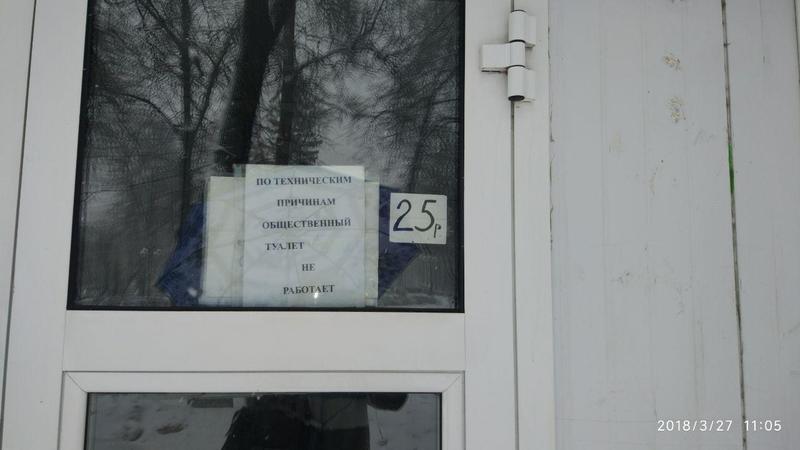 ПО ТЕХНИЧЕСКИМ
ПРИЧИНАМ
ОБЩЕСТВЕННЫЙ
ТУАЛЕТ
НЕ
РАБОТАЕТ
25р
2018/3/27 11:05